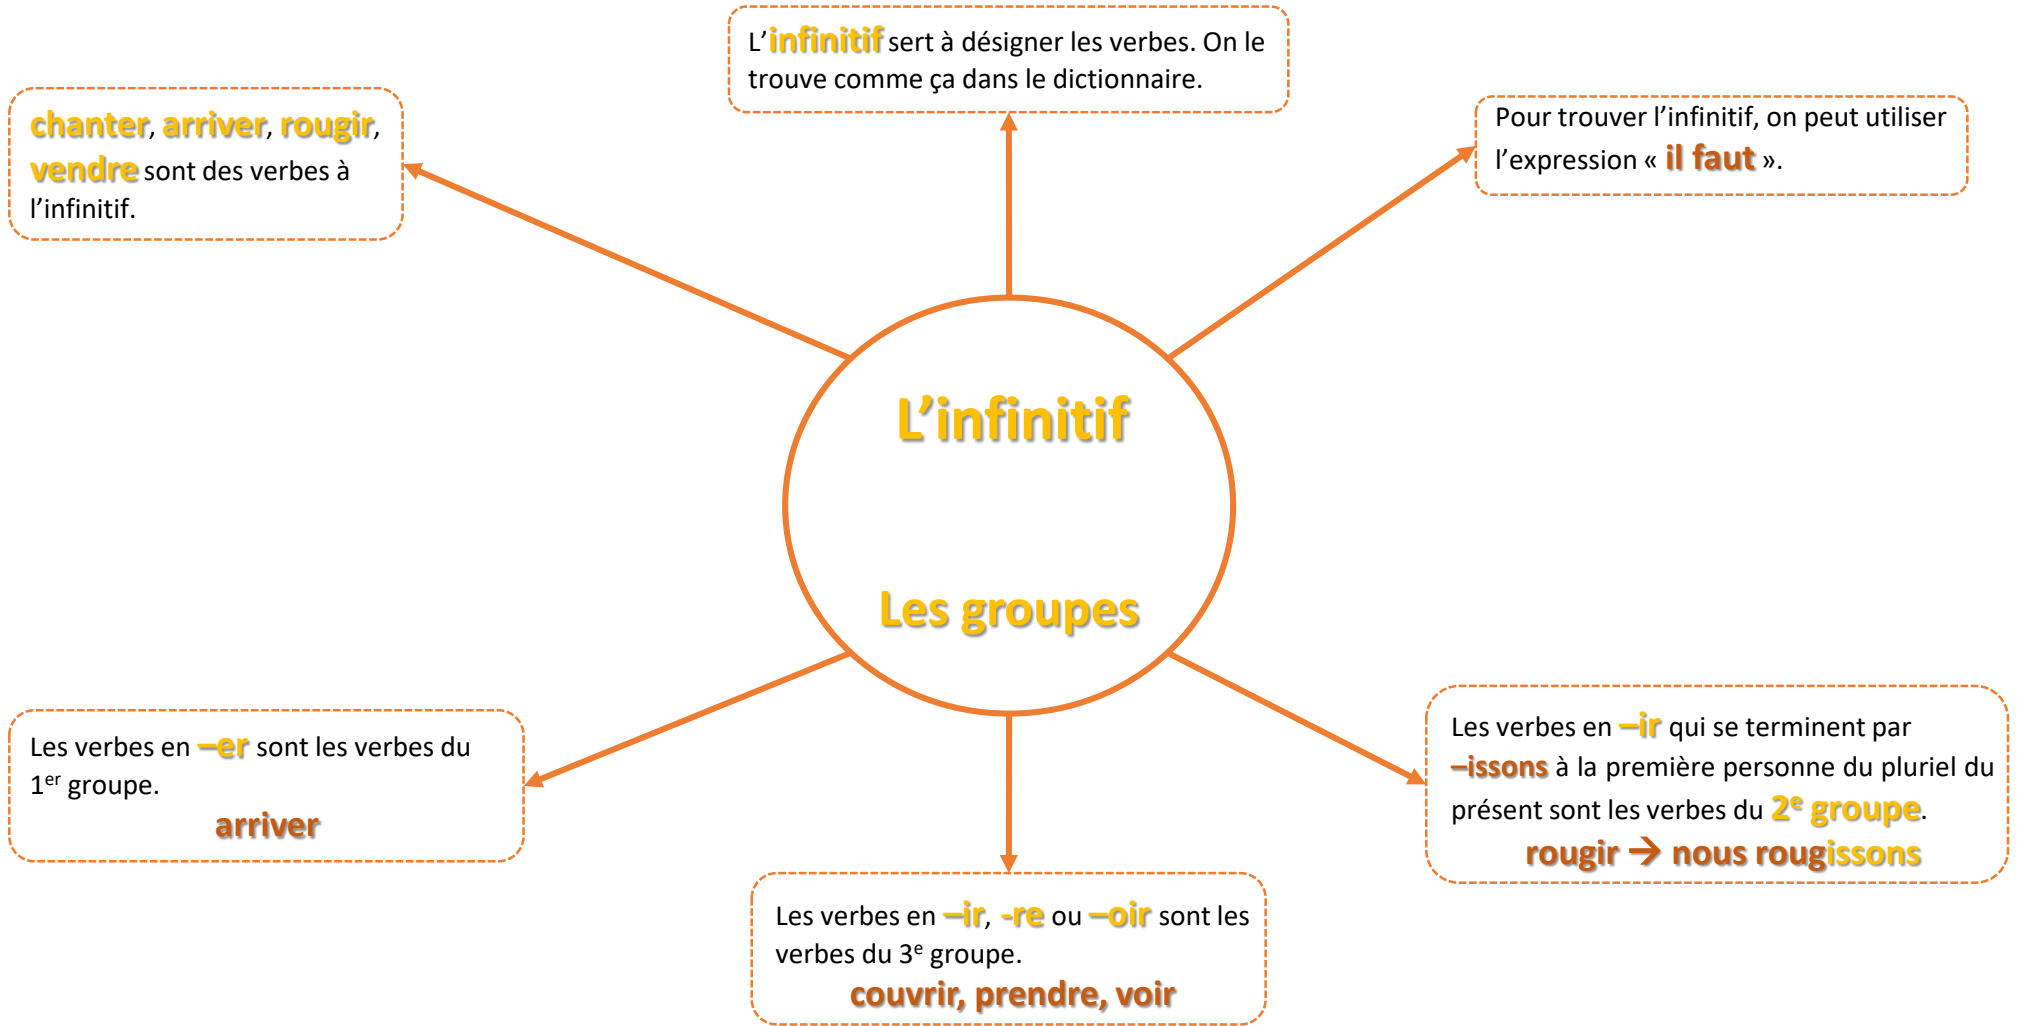 L’infinitif sert à désigner les verbes. On le
trouve comme ça dans le dictionnaire.
chanter, arriver, rougir,
vendre sont des verbes à
l’infinitif.
Pour trouver l’infinitif, on peut utiliser
l’expression « il faut ».
L’infinitif
Les groupes
Les verbes en –er sont les verbes du
1er groupe.
arriver
Les verbes en –ir, -re ou –oir sont les
verbes du 3e groupe.
couvrir, prendre, voir
Les verbes en –ir qui se terminent par
–issons à la première personne du pluriel du
présent sont les verbes du 2e groupe.
rougir → nous rougissons